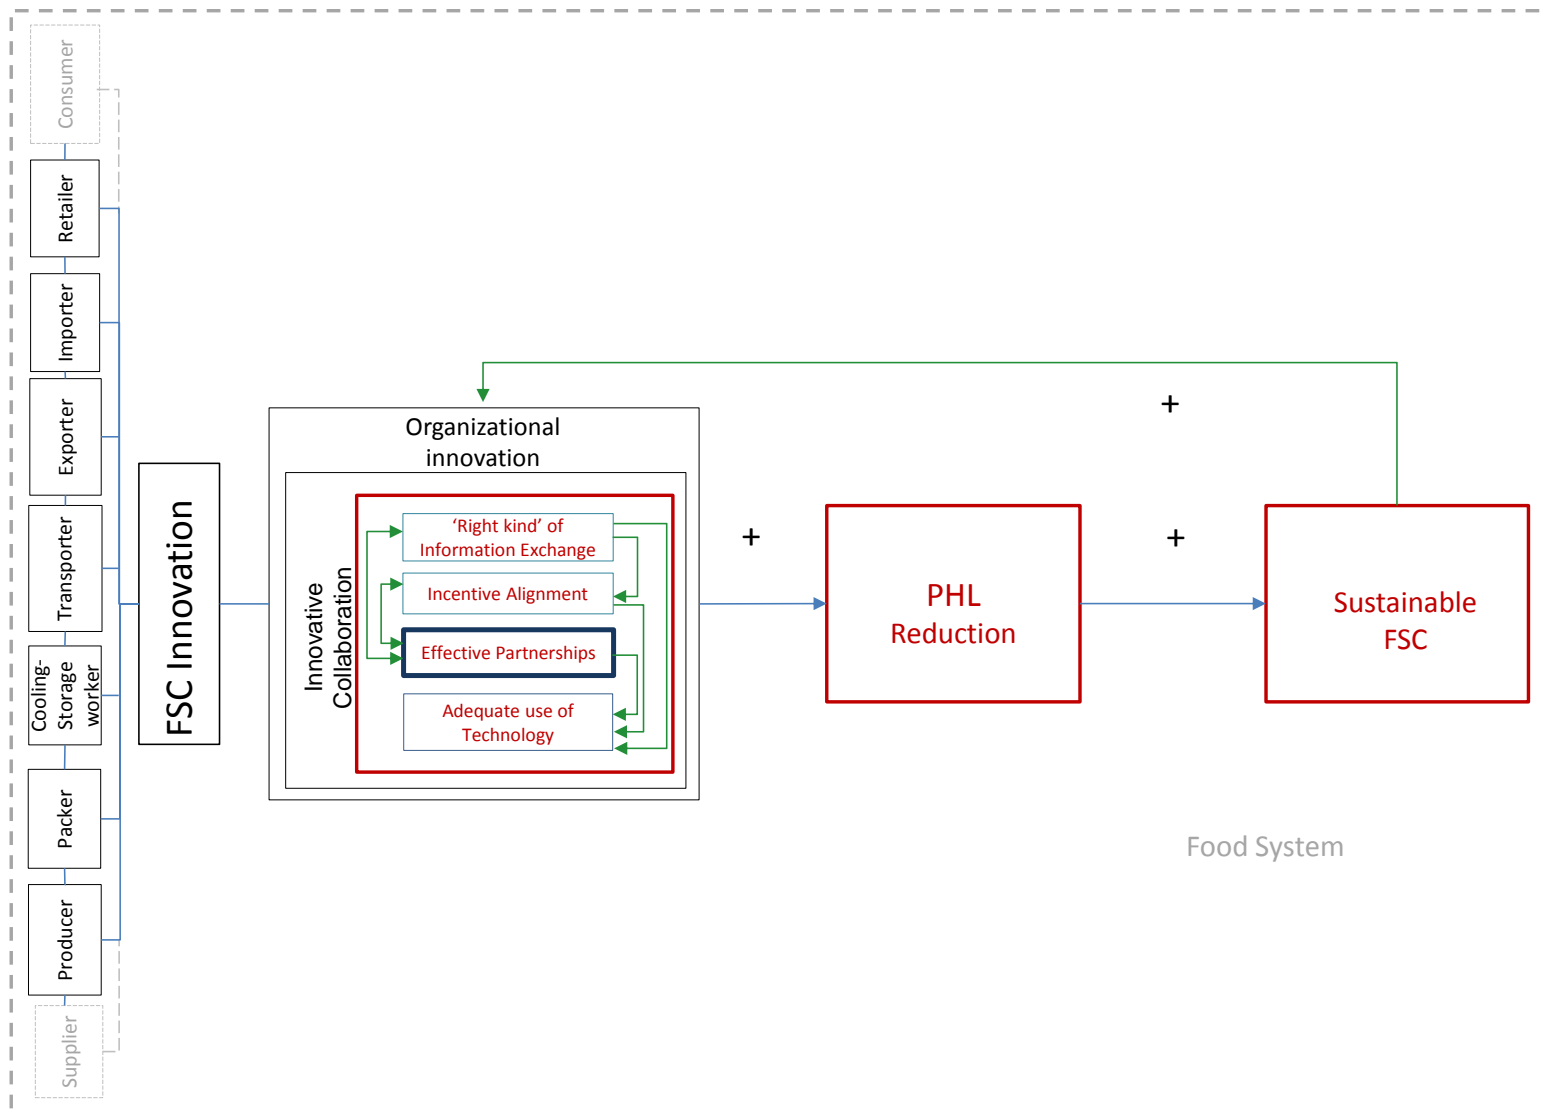 Consumer
Retailer
Importer
Exporter
Transporter
Cooling-
Storage
worker
Packer
Producer
Supplier
FSC Innovation
Organizational
innovation
Innovative
Collaboration
‘Right kind’ of
Information Exchange
Incentive Alignment
Effective Partnerships
Adequate use of
Technology
+
PHL
Reduction
+
+
Sustainable
FSC
Food System